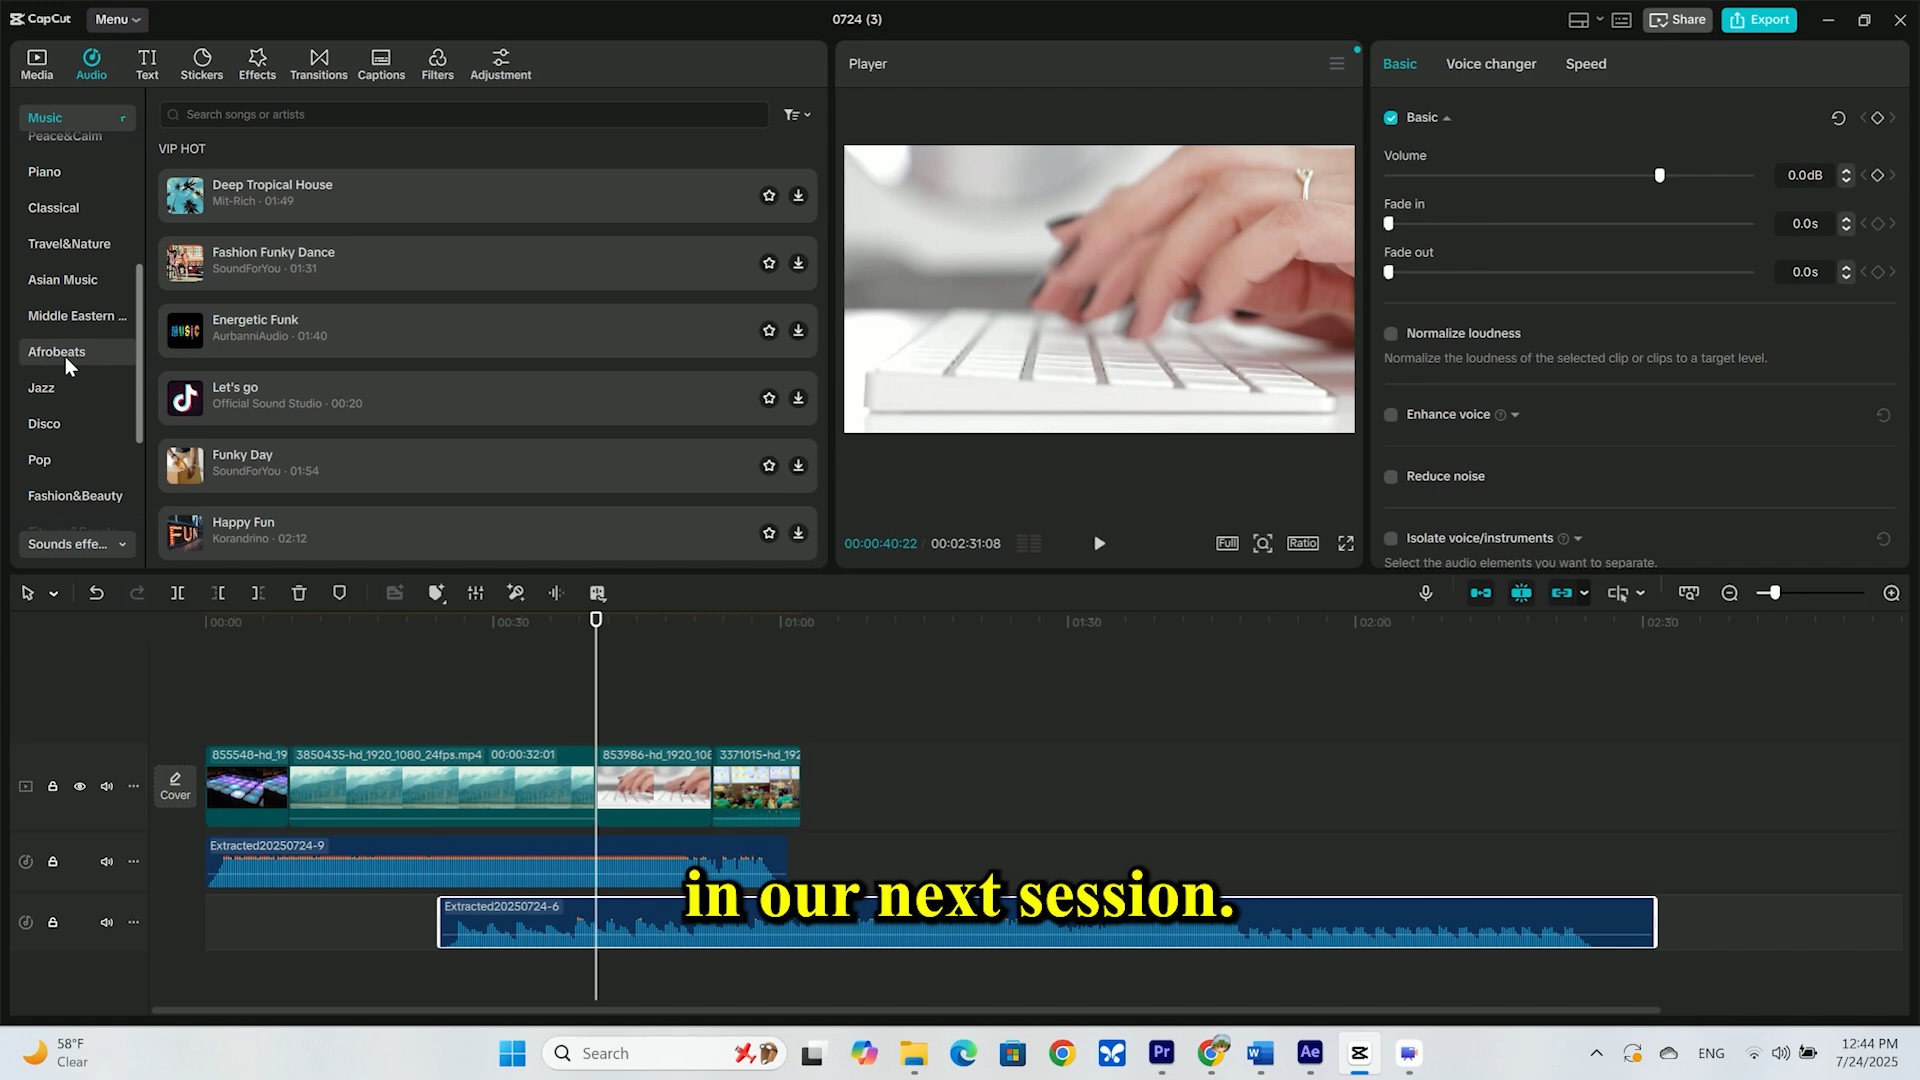 CapCut
Menu
0724 (3)
Share
Export
Media
Audio
Text
Stickers
Effects
Transitions
Captions
Filters
Adjustment
Music
Peace&Calm
Piano
Classical
Travel&Nature
Asian Music
Middle Eastern ...
Afrobeats
Jazz
Disco
Pop
Fashion&Beauty
Sounds effe...
Search songs or artists
VIP HOT
Deep Tropical House
Mit-Rich · 01:49
Fashion Funky Dance
SoundForYou · 01:31
MUSIC
Energetic Funk
AurbanniAudio · 01:40
Let's go
Official Sound Studio · 00:20
Funky Day
SoundForYou · 01:54
FUN
Happy Fun
Korandrino · 02:12
Player
00:00:40:22 / 00:02:31:08
Full
Ratio
Basic
Voice changer
Speed
Basic
Volume
0.0dB
Fade in
0.0s
Fade out
0.0s
Normalize loudness
Normalize the loudness of the selected clip or clips to a target level.
Enhance voice
Reduce noise
Isolate voice/instruments
Select the audio elements you want to separate.
00:00
00:30
01:00
01:30
02:00
02:30
Cover
855548-hd_19
3850435-hd_1920_1080_24fps.mp4 00:00:32:01
853986-hd_1920_108
3371015-hd_192
Extracted20250724-9
Extracted20250724-6
in our next session.
58°F
Clear
Search
Pr
W
Ae
ENG
12:44 PM
7/24/2025